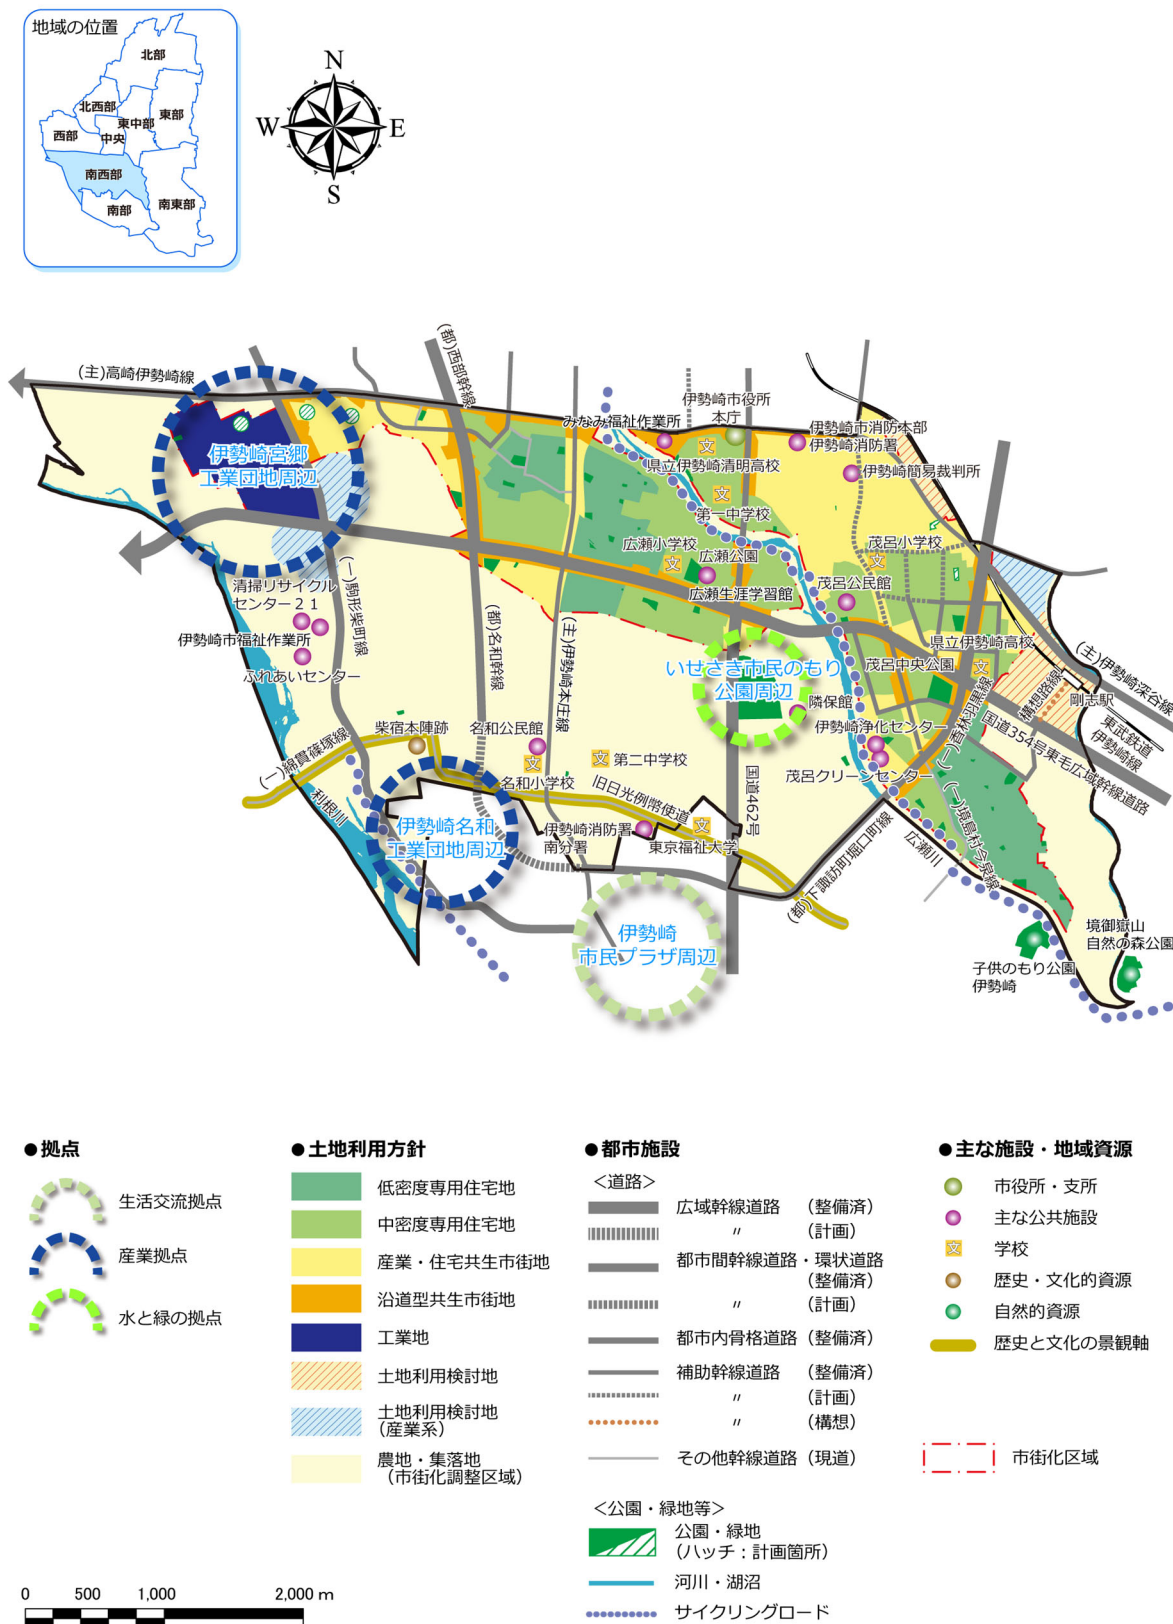 地域の位置
北部
北西部
東中部
東部
西部
中央
南西部
南部
南東部
N
W
E
S
(主)高崎伊勢崎線
(都)西部幹線
伊勢崎市役所
本庁
みなみ福祉作業所
伊勢崎市消防本部
伊勢崎消防署
県立伊勢崎清明高校
伊勢崎簡易裁判所
伊勢崎宮郷
工業団地周辺
第一中学校
広瀬小学校
広瀬公園
茂呂小学校
清掃リサイクル
センター21
茂呂公民館
広瀬生涯学習館
(一)駒形柴町線
(都)名和幹線
(主)伊勢崎本庄線
伊勢崎市福祉作業所
ふれあいセンター
県立伊勢崎高校
茂呂中央公園
いせさき市民のもり
公園周辺
(主)伊勢崎深谷線
構想路線
剛志駅
隣保館
東武鉄道
伊勢崎線
(一)香林羽黒線
国道354号東毛広域幹線道路
柴宿本陣跡
名和公民館
伊勢崎浄化センター
(一)綿貫篠塚線
第二中学校
茂呂クリーンセンター
名和小学校
国道462号
利根川
旧日光例幣使道
(一)境島村今泉線
伊勢崎名和
工業団地周辺
伊勢崎消防署
南分署
東京福祉大学
広瀬川
(都)下諏訪町堀口町線
伊勢崎
市民プラザ周辺
境御嶽山
自然の森公園
子供のもり公園
伊勢崎
●拠点
生活交流拠点
産業拠点
水と緑の拠点
●土地利用方針
低密度専用住宅地
中密度専用住宅地
産業・住宅共生市街地
沿道型共生市街地
工業地
土地利用検討地
土地利用検討地
(産業系)
農地・集落地
(市街化調整区域)
●都市施設
<道路>
広域幹線道路 (整備済)
〃 (計画)
都市間幹線道路・環状道路
(整備済)
〃 (計画)
都市内骨格道路 (整備済)
補助幹線道路 (整備済)
〃 (計画)
〃 (構想)
その他幹線道路 (現道)
<公園・緑地等>
公園・緑地
(ハッチ:計画箇所)
河川・湖沼
サイクリングロード
●主な施設・地域資源
市役所・支所
主な公共施設
文 学校
歴史・文化的資源
自然的資源
歴史と文化の景観軸
市街化区域
0 500 1,000 2,000 m